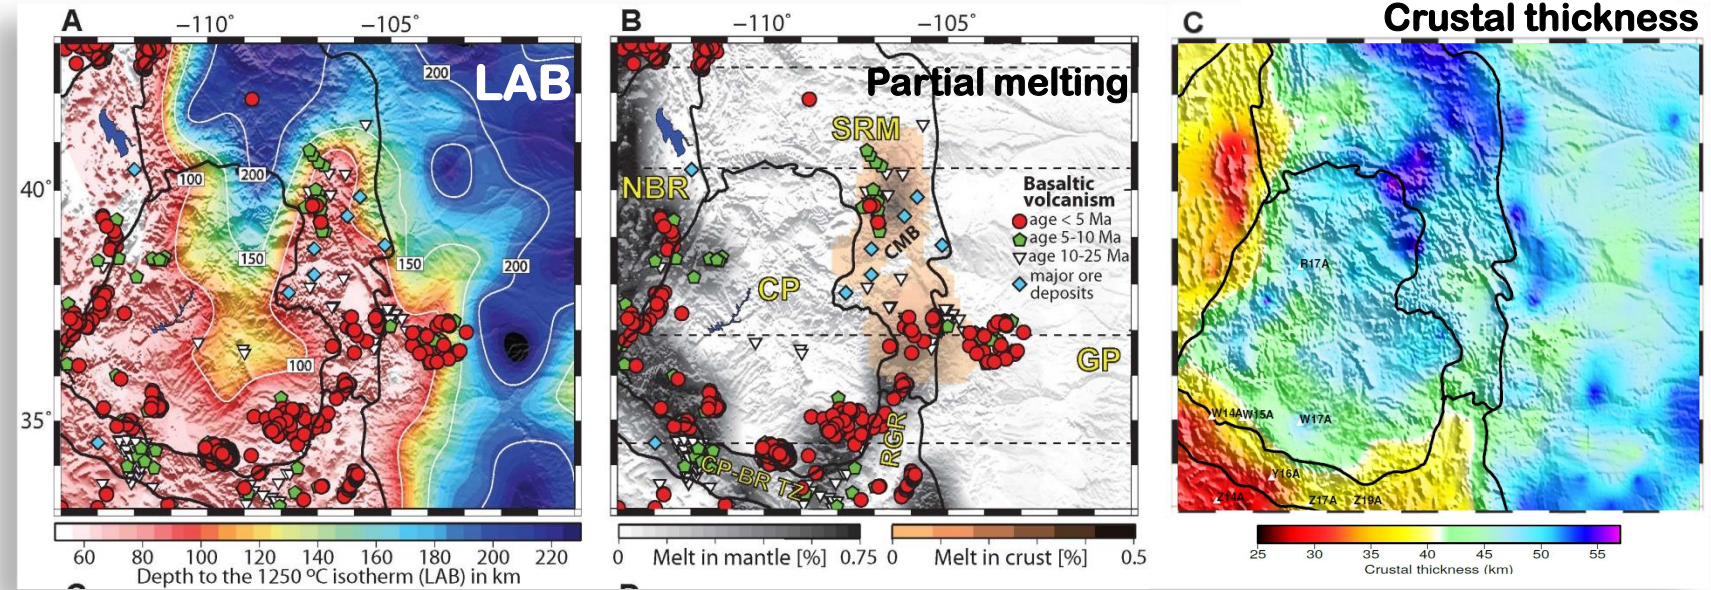 A
−110°
−105°
B
−110°
−105°
C
Crustal thickness
LAB
Partial melting
200
200
100
150
150
200
100
40°
35°
SRM
NBR
CMB
CP
GP
RGR
CP-BR TZ
Basaltic
volcanism
age < 5 Ma
age 5-10 Ma
age 10-25 Ma
major ore
deposits
R17A
W14A
W15A
W17A
Y16A
Z14A
Z17A
Z19A
60 80 100 120 140 160 180 200 220
Depth to the 1250 ºC isotherm (LAB) in km
0 Melt in mantle [%] 0.75
0 Melt in crust [%] 0.5
25 30 35 40 45 50 55
Crustal thickness (km)